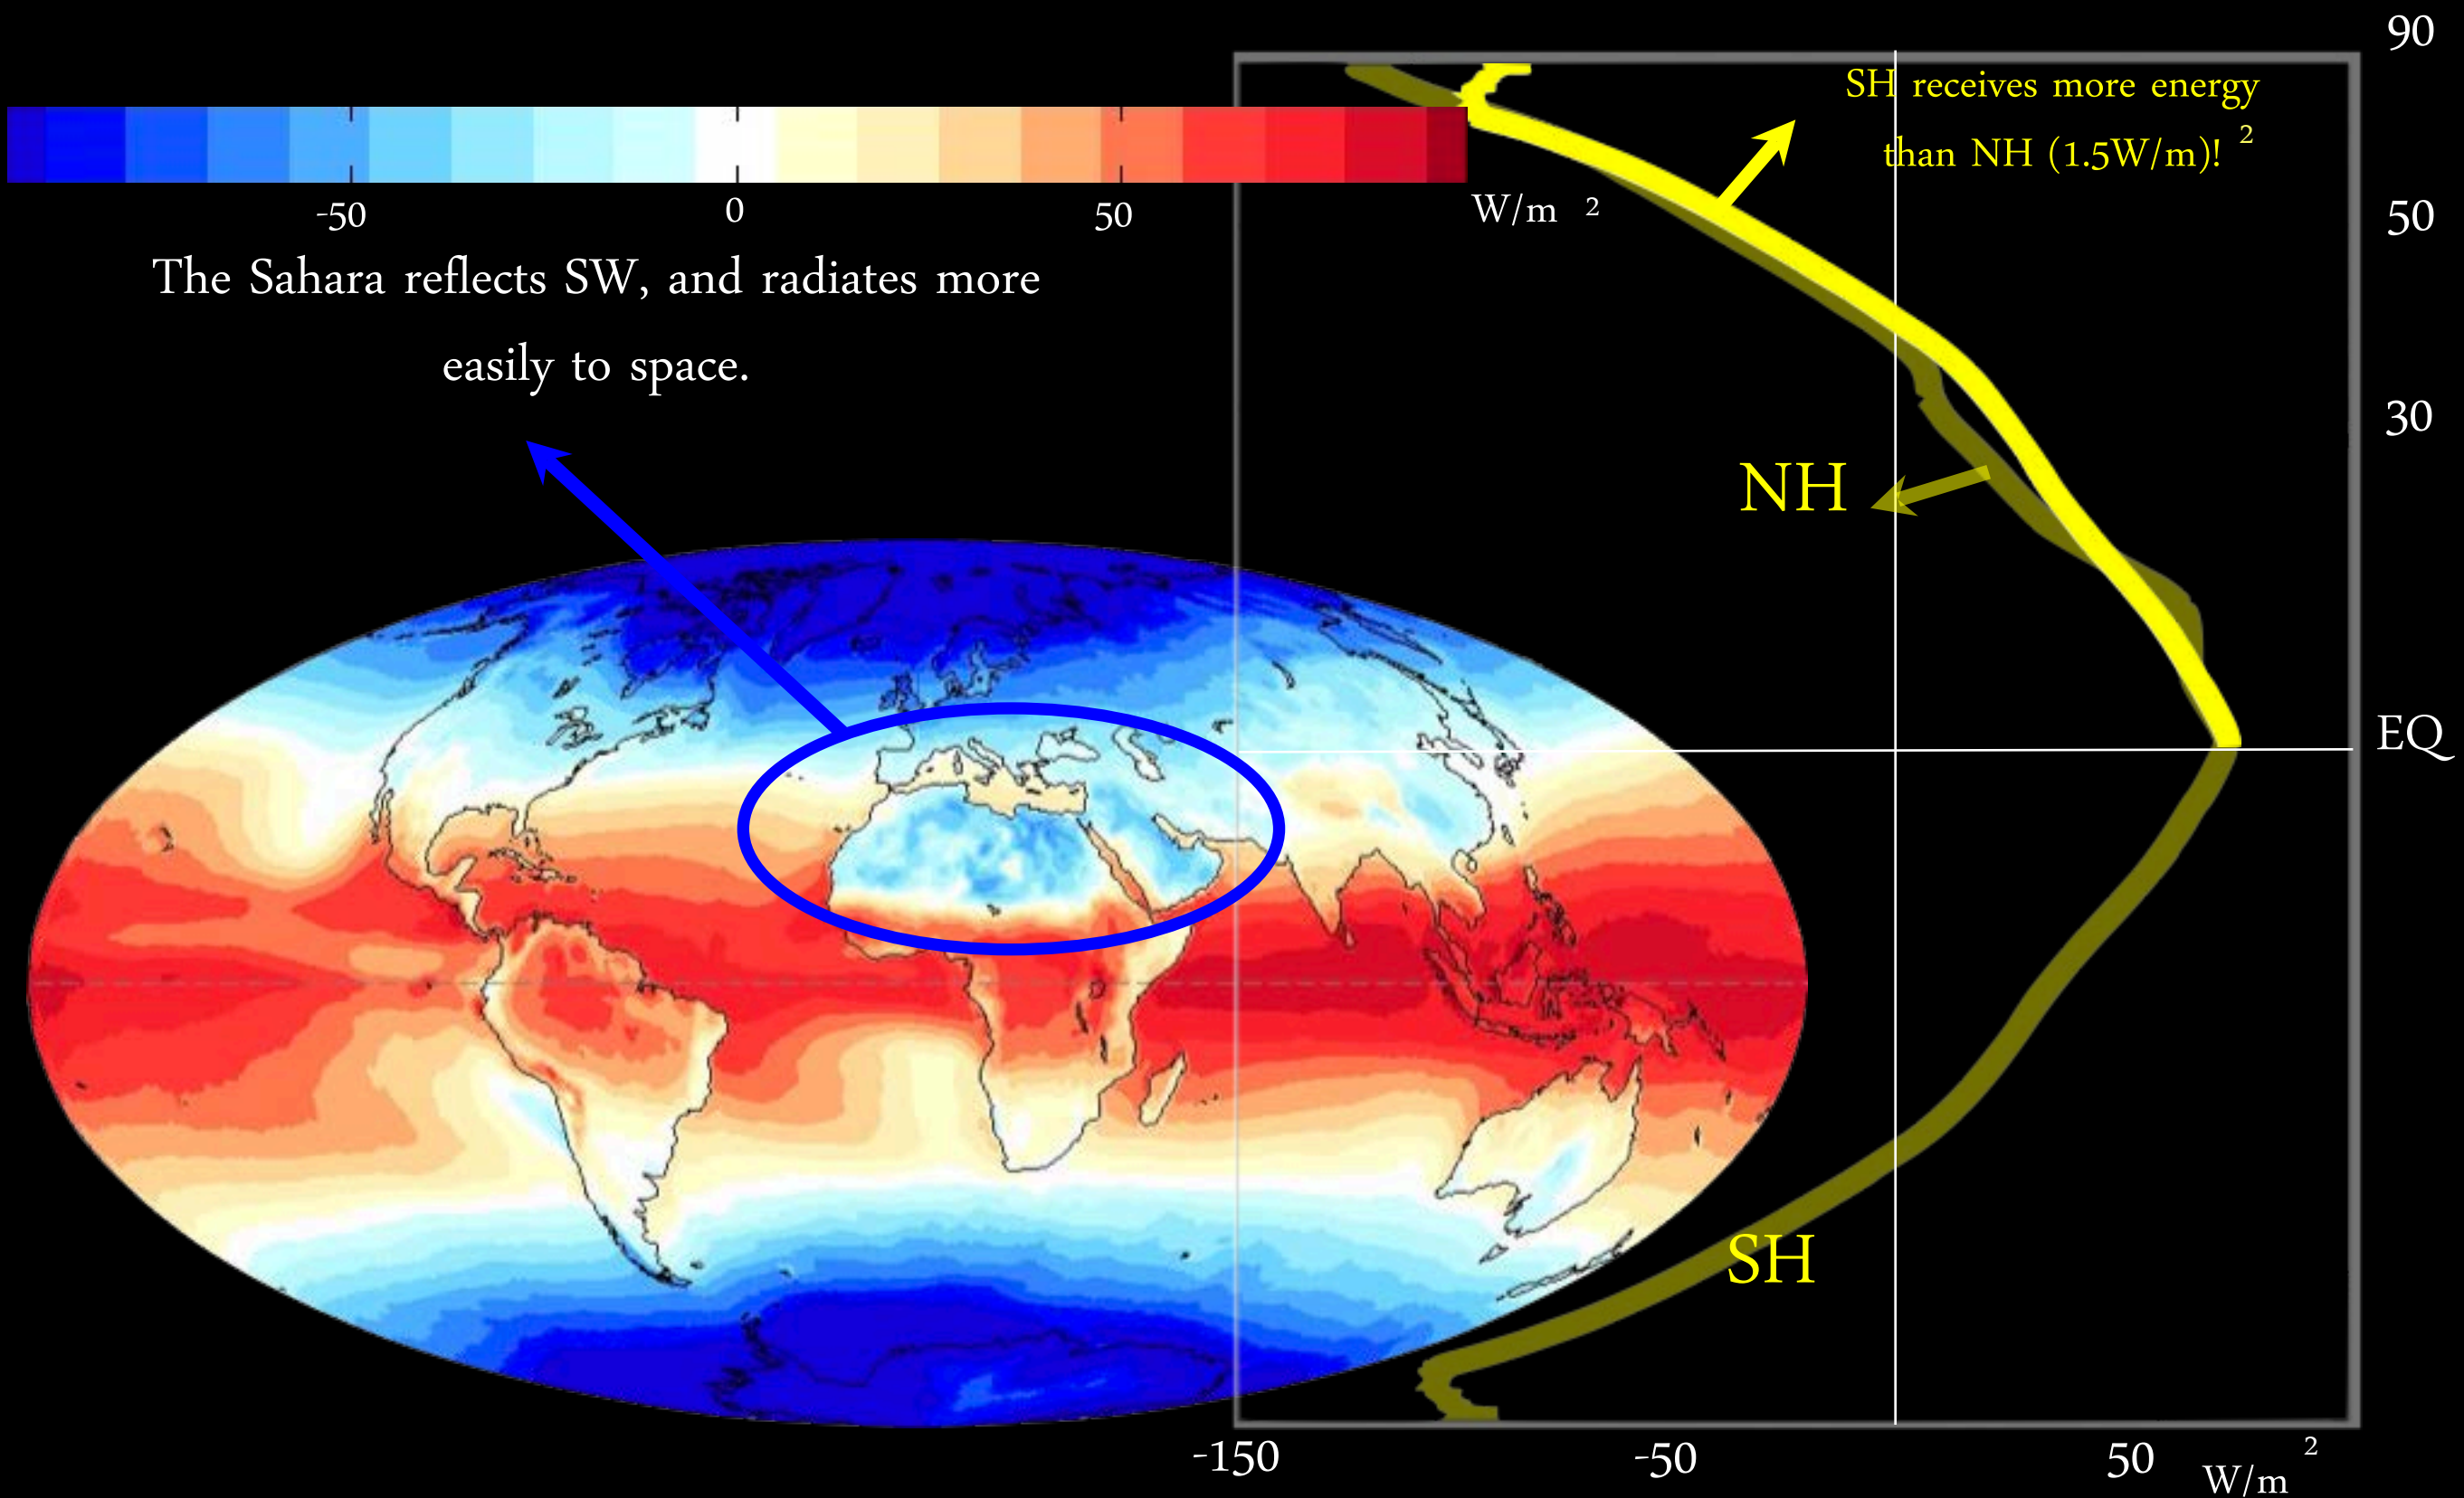 90
SH receives more energy
than NH (1.5W/m)! 2
-50 0 50 W/m 2
50
The Sahara reflects SW, and radiates more
easily to space.
30
NH
EQ
SH
-150 -50 50 W/m 2